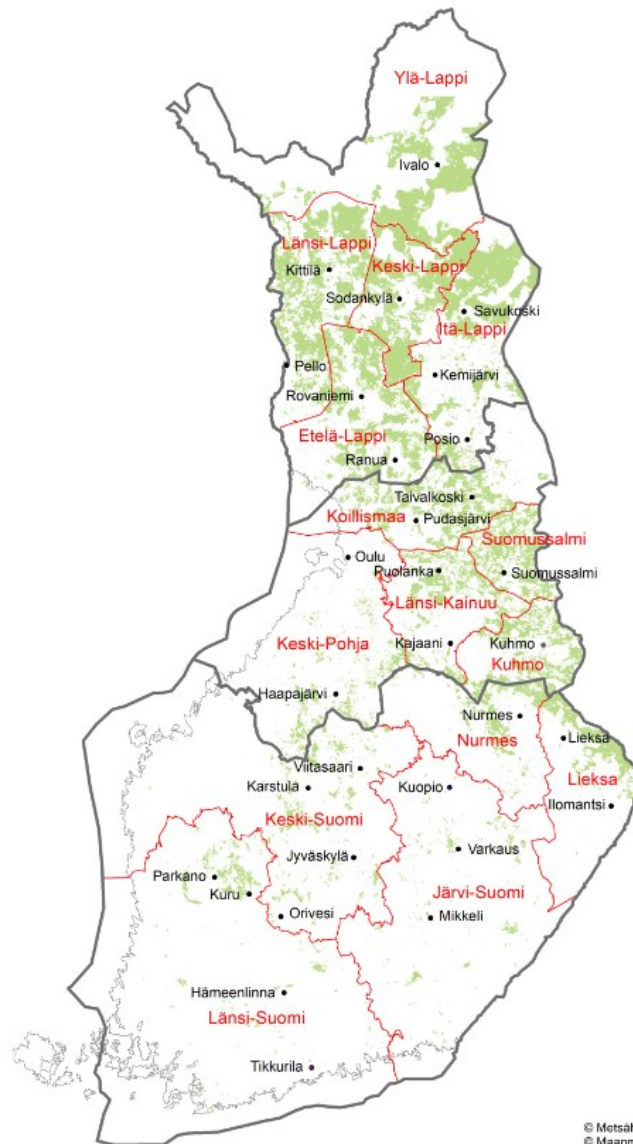 Ylä-Lappi
Ivalo
Länsi-Lappi
Keski-Lappi
Kittilä
Sodankylä
Savukoski
Itä-Lappi
Pello
Kemijärvi
Rovaniemi
Etelä-Lappi
Posio
Ranua
Taivalkoski
Koillismaa
Pudasjärvi
Suomussalmi
Oulu
Puolanka
Suomussalmi
Länsi-Kainuu
Keski-Pohja
Kajaani
Kuhmo
Kuhmo
Haapajärvi
Nurmes
Nurmes
Lieksa
Viitasaari
Lieksa
Karstula
Kuopio
Ilomantsi
Keski-Suomi
Jyväskylä
Varkaus
Parkano
Kuru
Järvi-Suomi
Orivesi
Mikkeli
Hämeenlinna
Länsi-Suomi
Tikkurila